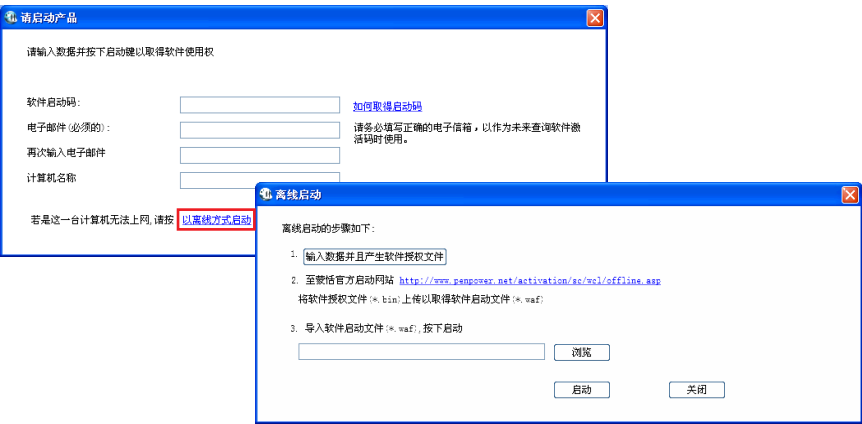 请启动产品
请输入数据并按下启动键以取得软件使用权
软件启动码:
如何取得启动码
电子邮件(必须的):
请务必填写正确的电子信箱，以作为未来查询软件激
活码时使用。
再次输入电子邮件
计算机名称
若是这一台计算机无法上网,请按 以离线方式启动
离线启动
离线启动的步骤如下:
1. 输入数据并且产生软件授权文件
2. 至蒙恬官方启动网站 http://www.penpower.net/activation/sc/wcl/offline.asp
将软件授权文件(*.bin)上传以取得软件启动文件(*.waf)
3. 导入软件启动文件(*.waf),按下启动
浏览
启动
关闭